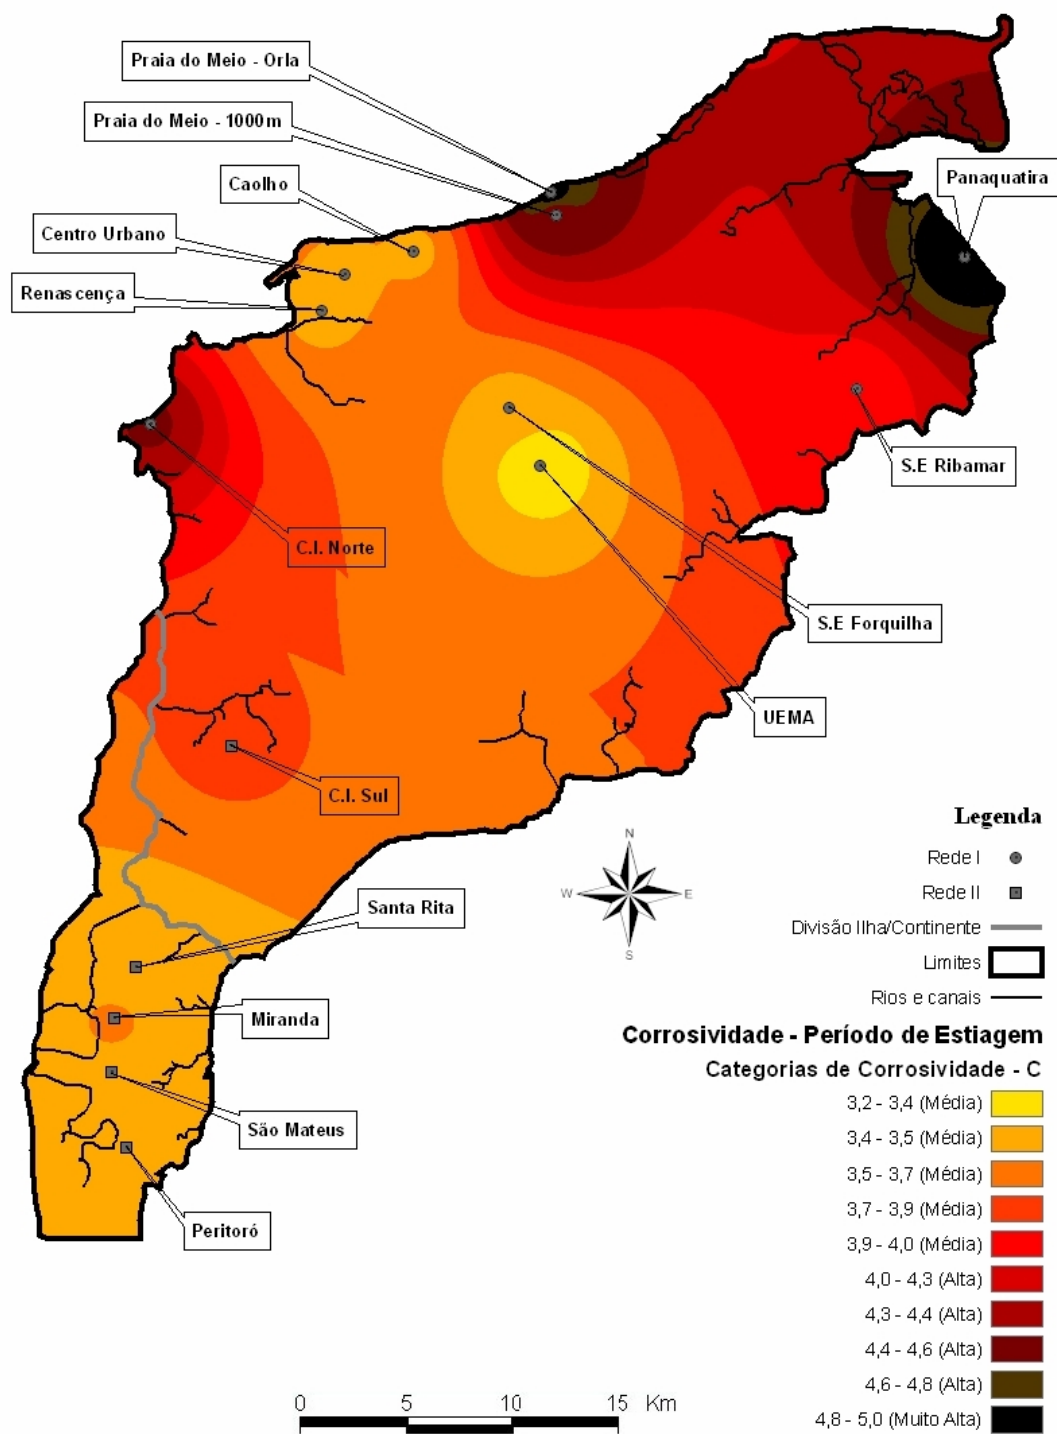 Praia do Meio - Orla
Praia do Meio - 1000m
Caolho
Panaquatira
Centro Urbano
Renascença
S.E Ribamar
C.I. Norte
S.E Forquilha
UEMA
C.I. Sul
Legenda
N
Rede I
W
E
Rede II
Santa Rita
Divisão Ilha/Continente
S
Limites
Rios e canais
Miranda
Corrosividade - Período de Estiagem
Categorias de Corrosividade - C
3,2 - 3,4 (Média)
São Mateus
3,4 - 3,5 (Média)
3,5 - 3,7 (Média)
3,7 - 3,9 (Média)
Peritoró
3,9 - 4,0 (Média)
4,0 - 4,3 (Alta)
4,3 - 4,4 (Alta)
4,4 - 4,6 (Alta)
4,6 - 4,8 (Alta)
0 5 10 15 Km
4,8 - 5,0 (Muito Alta)